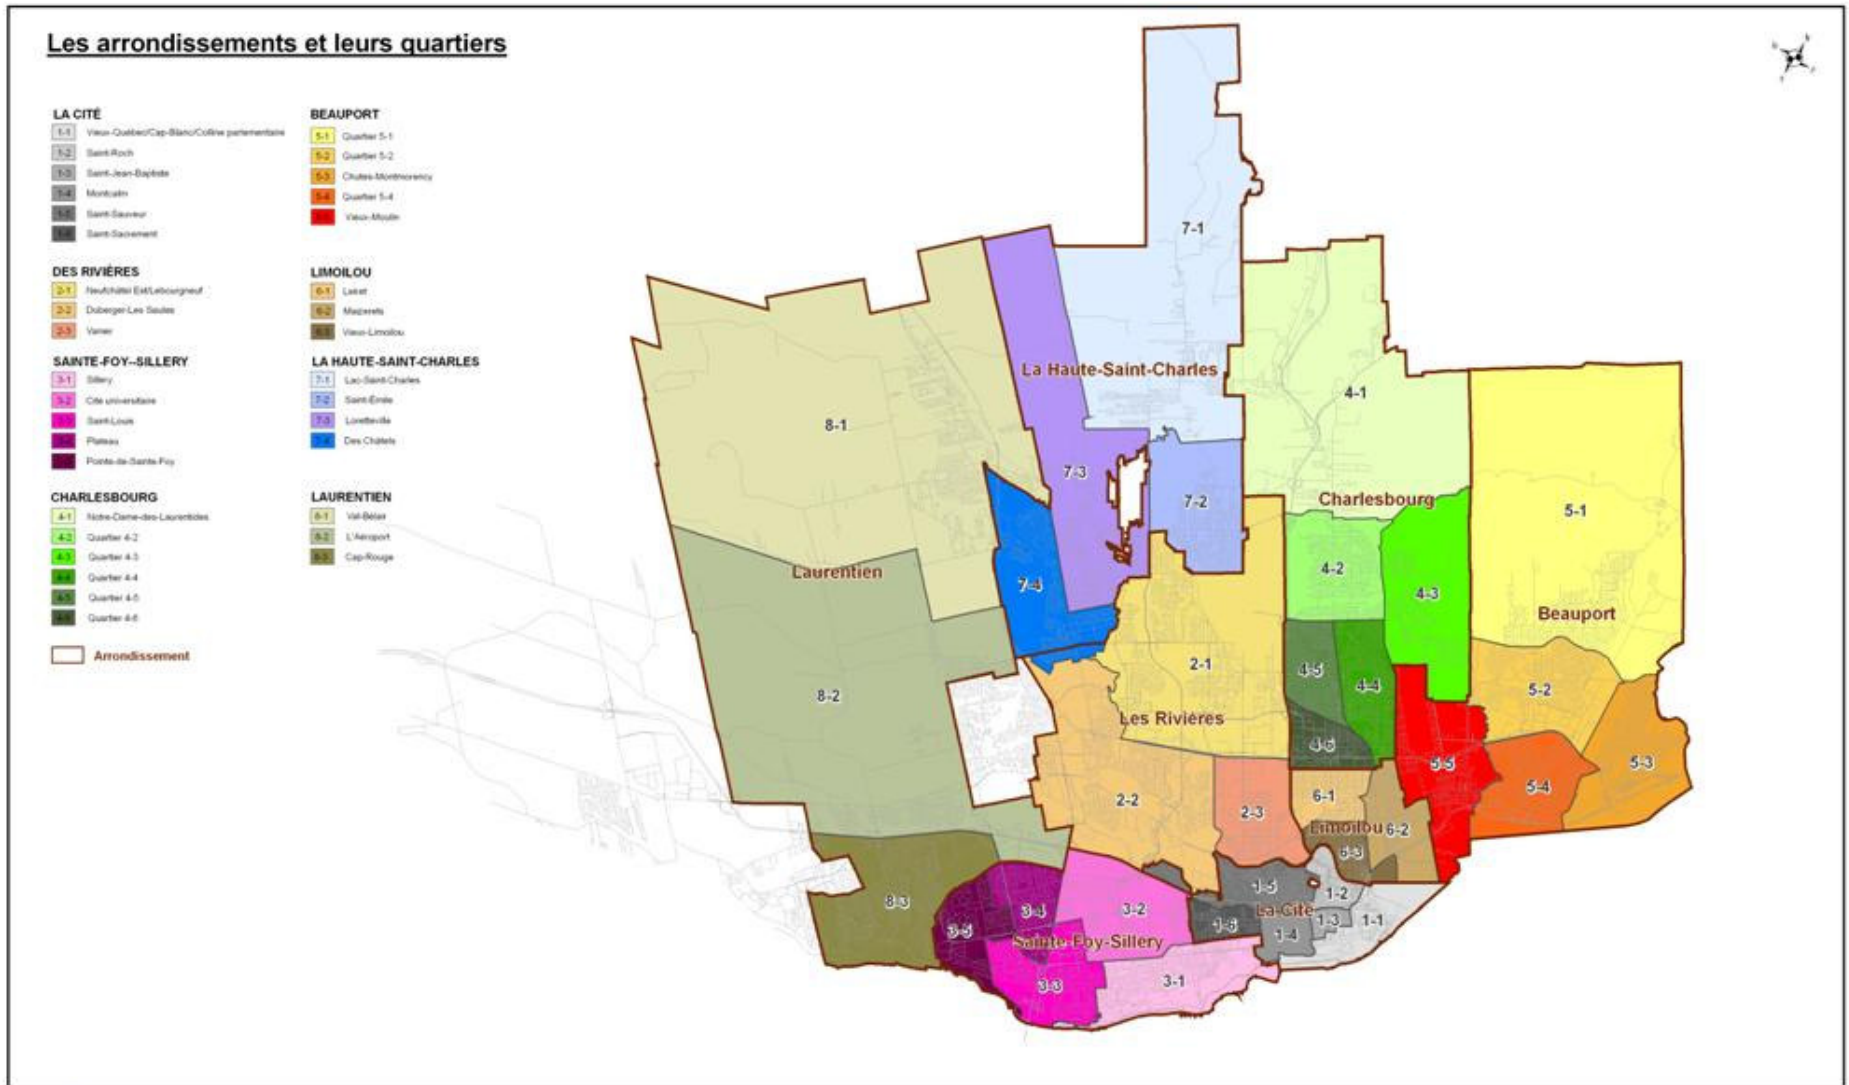 Les arrondissements et leurs quartiers
LA CITÉ
1-1 Vieux-Québec/Cap-Blanc/Colline parlementaire
1-2 Saint-Roch
1-3 Saint-Jean-Baptiste
1-4 Montcalm
1-5 Saint-Sauveur
1-6 Saint-Sacrement
DES RIVIÈRES
2-1 Neufchâtel Est/Lebourgneuf
2-2 Duberger-Les Saules
2-3 Vanier
SAINTE-FOY--SILLERY
3-1 Sillery
3-2 Cité universitaire
3-3 Saint-Louis
3-4 Plateau
Pointe-de-Sainte-Foy
CHARLESBOURG
4-1 Notre-Dame-des-Laurentides
4-2 Quartier 4-2
4-3 Quartier 4-3
4-4 Quartier 4-4
4-5 Quartier 4-5
4-6 Quartier 4-6
Arrondissement
BEAUPORT
5-1 Quartier 5-1
5-2 Quartier 5-2
5-3 Chutes-Montmorency
5-4 Quartier 5-4
5-5 Vieux-Moulin
LIMOILOU
6-1 Lairet
6-2 Maizerets
6-3 Vieux-Limoilou
LA HAUTE-SAINT-CHARLES
7-1 Lac-Saint-Charles
7-2 Saint-Émile
7-3 Loretteville
7-4 Des Châtels
LAURENTIEN
8-1 Val-Bélair
8-2 L'Aéroport
8-3 Cap-Rouge
7-1
La Haute-Saint-Charles
4-1
8-1
7-3
7-2
Charlesbourg
5-1
Laurentien
7-4
4-2
4-3
Beauport
2-1
4-5
4-4
8-2
5-2
Les Rivières
4-6
5-5
5-3
2-2
6-1
5-4
2-3
Limoilou
6-2
6-3
1-5
1-2
8-3
3-4
3-2
La Cité
1-3
1-1
1-6
3-5
Sainte-Foy-Sillery
1-4
3-3
3-1